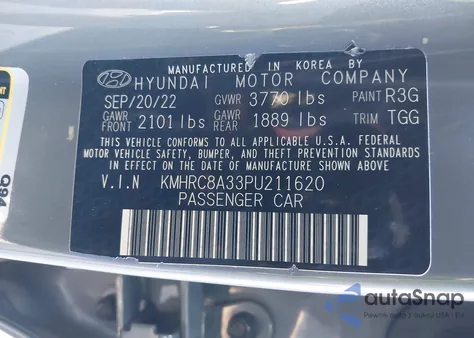 MANUFACTURED IN KOREA BY
HYUNDAI MOTOR COMPANY
SEP/20/22 GVWR 3770 lbs PAINT R3G
GAWR FRONT 2101 lbs GAWR REAR 1889 lbs TRIM TGG
THIS VEHICLE CONFORMS TO ALL APPLICABLE U.S.A. FEDERAL
MOTOR VEHICLE SAFETY, BUMPER, AND THEFT PREVENTION
STANDARDS IN EFFECT ON THE DATE OF MANUFACTURE
SHOWN ABOVE.
V.I.N KMHRC8A33PU211620
PASSENGER CAR
Q94
autoSnap